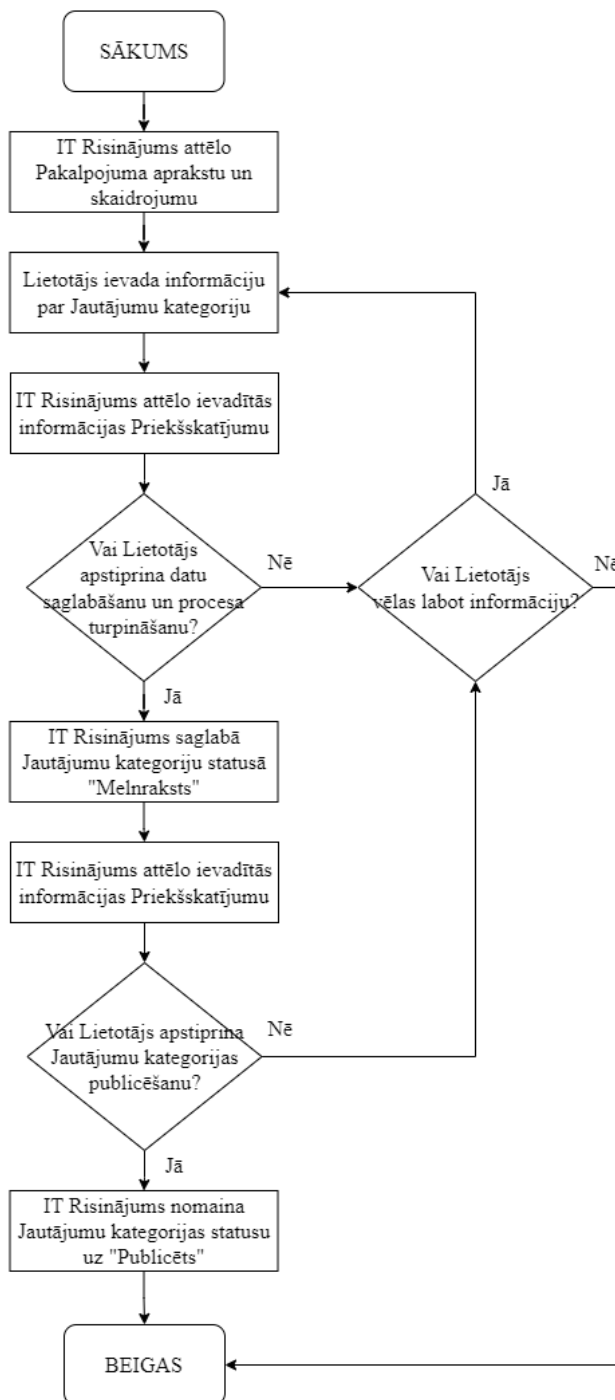 SĀKUMS
IT Risinājums attēlo
Pakalpojuma aprakstu un
skaidrojumu
Lietotājs ievada informāciju
par Jautājumu kategoriju
IT Risinājums attēlo ievadītās
informācijas Priekšskatījumu
Vai Lietotājs
apstiprina datu
saglabāšanu un procesa
turpināšanu?
Nē
Jā
Vai Lietotājs
vēlas labot informāciju?
Jā
Nē
IT Risinājums saglabā
Jautājumu kategoriju statusā
"Melnraksts"
IT Risinājums attēlo ievadītās
informācijas Priekšskatījumu
Vai Lietotājs apstiprina
Jautājumu kategorijas
publicēšanu?
Nē
Jā
IT Risinājums nomaina
Jautājumu kategorijas statusu
uz "Publicēts"
BEIGAS